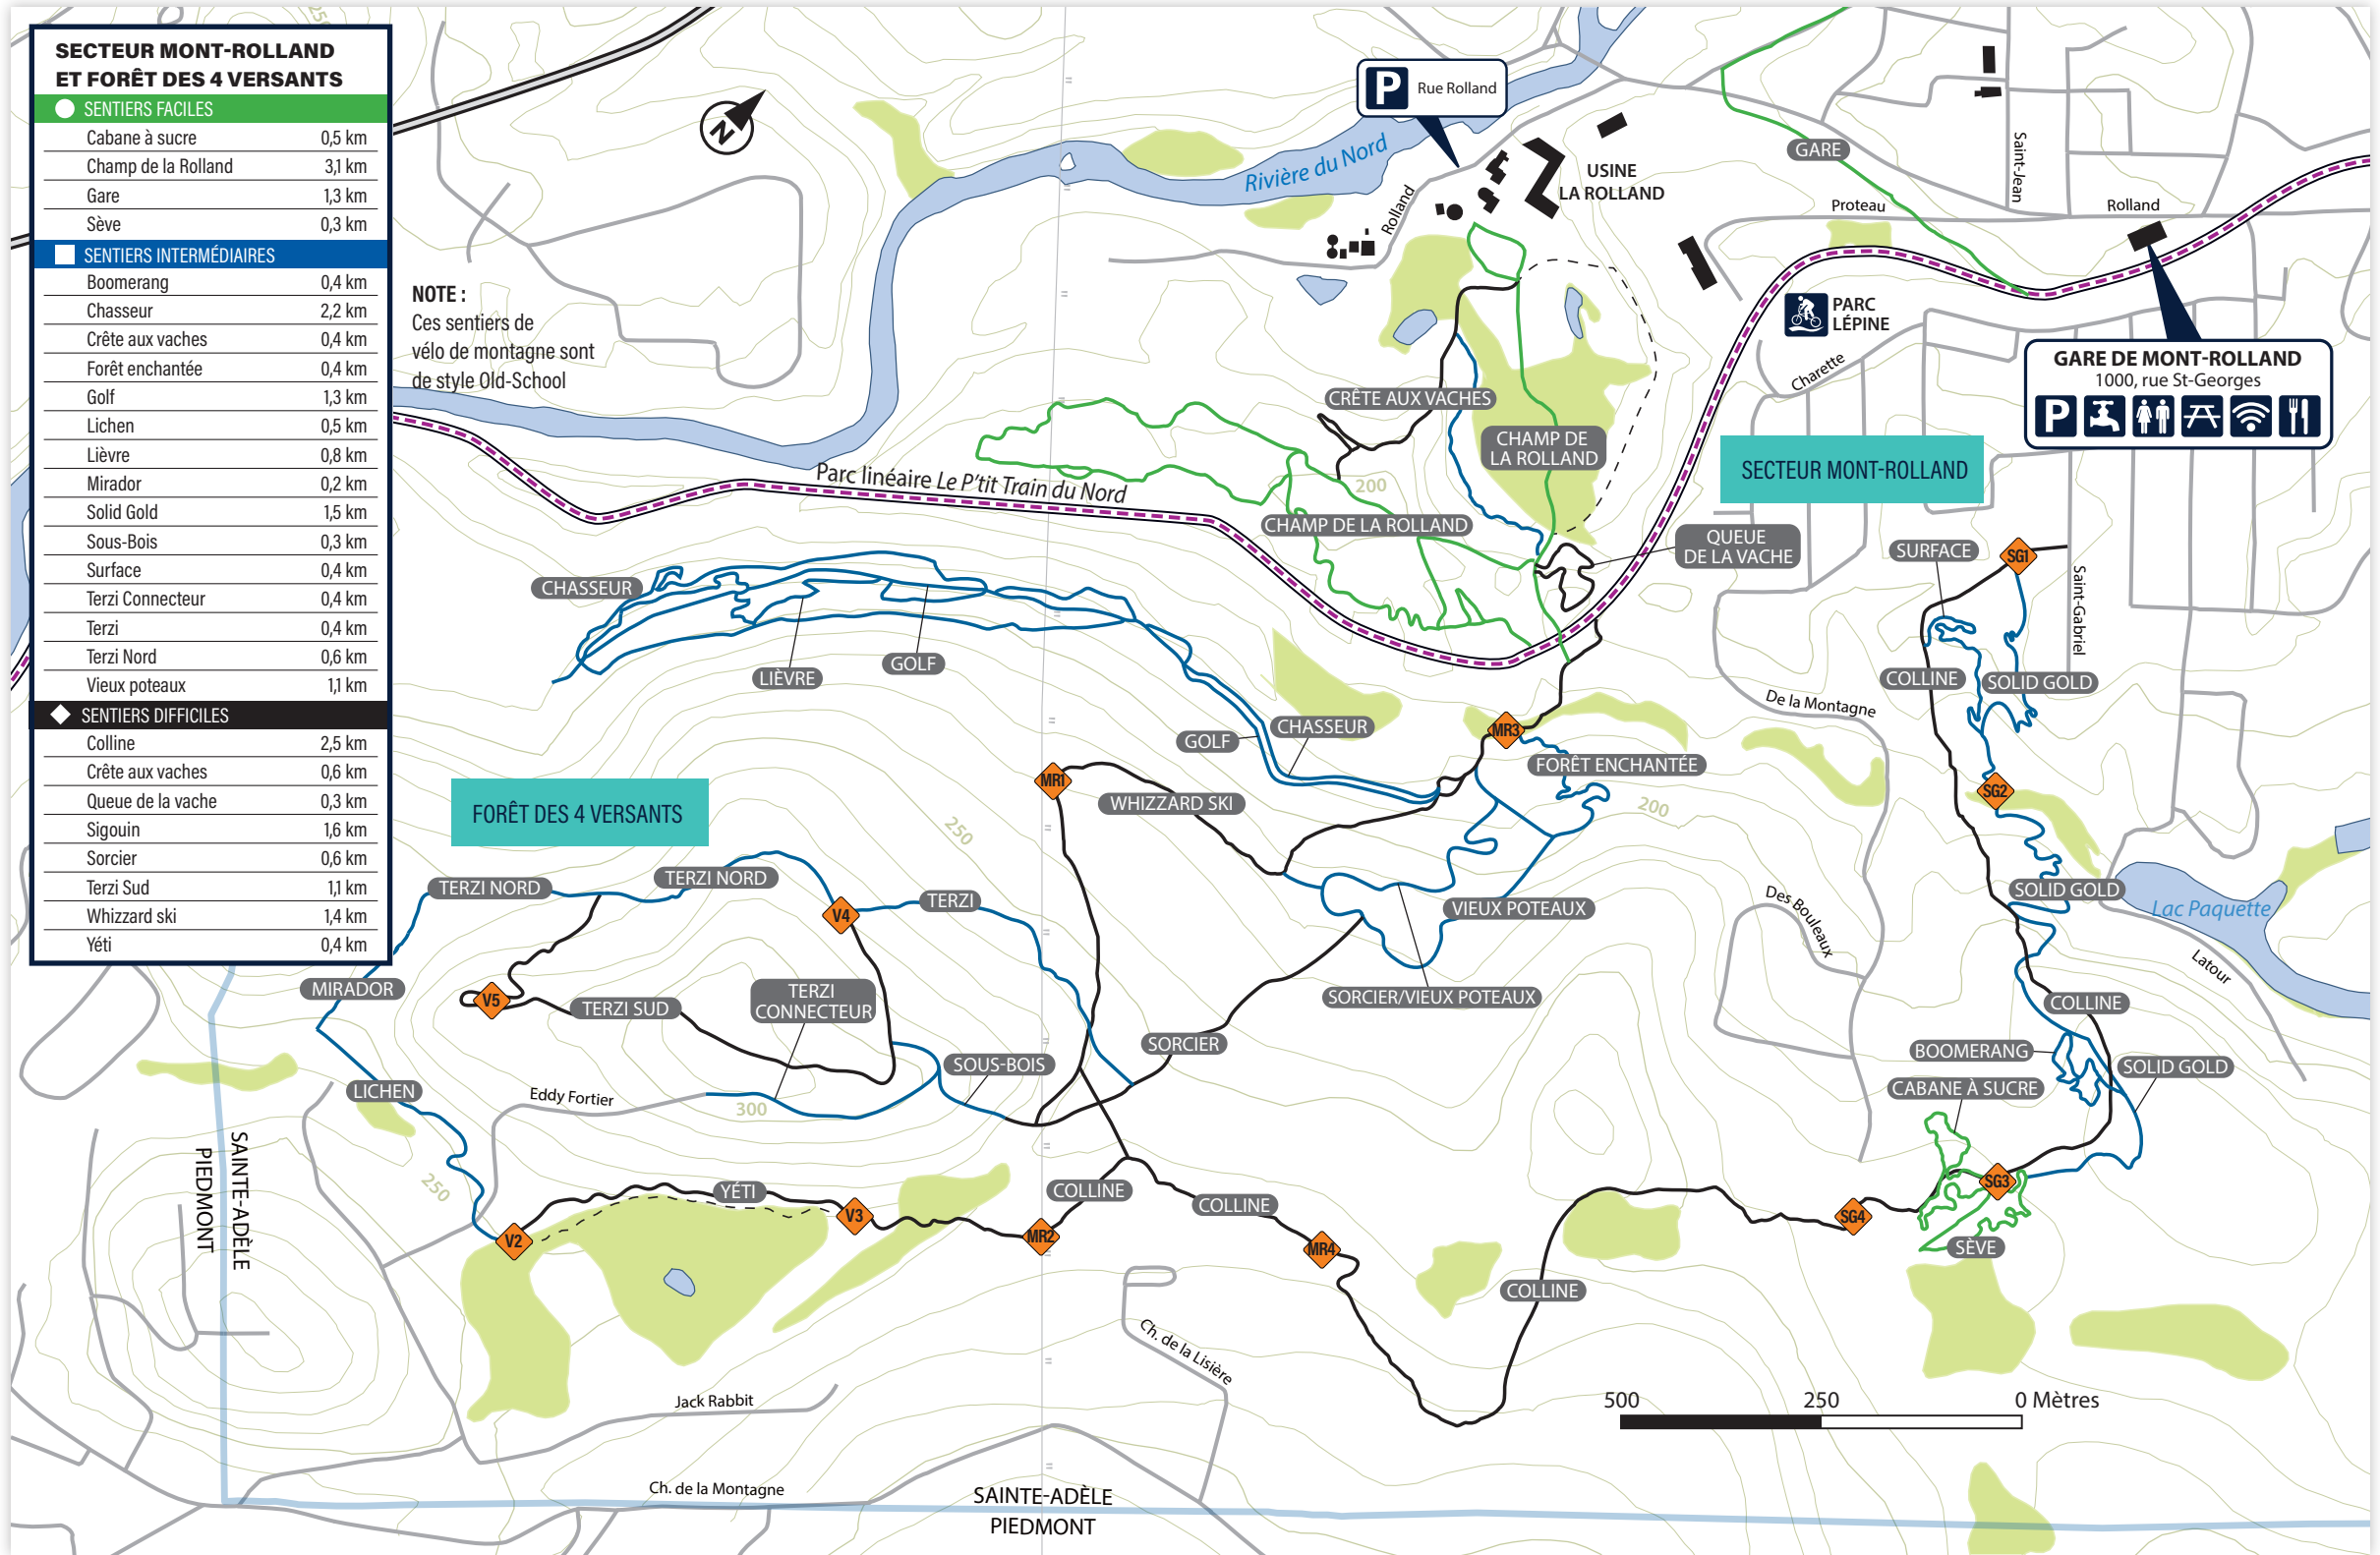 SECTEUR MONT-ROLLAND
ET FORÊT DES 4 VERSANTS
SENTIERS FACILES
Cabane à sucre 0,5 km
Champ de la Rolland 3,1 km
Gare 1,3 km
Sève 0,3 km
SENTIERS INTERMÉDIAIRES
Boomerang 0,4 km
Chasseur 2,2 km
Crête aux vaches 0,4 km
Forêt enchantée 0,4 km
Golf 1,3 km
Lichen 0,5 km
Lièvre 0,8 km
Mirador 0,2 km
Solid Gold 1,5 km
Sous-Bois 0,3 km
Surface 0,4 km
Terzi Connecteur 0,4 km
Terzi 0,4 km
Terzi Nord 0,6 km
Vieux poteaux 1,1 km
SENTIERS DIFFICILES
Colline 2,5 km
Crête aux vaches 0,6 km
Queue de la vache 0,3 km
Sigouin 1,6 km
Sorcier 0,6 km
Terzi Sud 1,1 km
Whizzard ski 1,4 km
Yéti 0,4 km
250
N
NOTE :
Ces sentiers de
vélo de montagne sont
de style Old-School
P Rue Rolland
Rivière du Nord
Rolland
USINE
LA ROLLAND
GARE
Saint-Jean
Proteau
Rolland
PARC
LÉPINE
Charette
GARE DE MONT-ROLLAND
1000, rue St-Georges
P
CRÊTE AUX VACHES
CHAMP DE
LA ROLLAND
SECTEUR MONT-ROLLAND
Parc linéaire Le P'tit Train du Nord
200
CHAMP DE LA ROLLAND
QUEUE
DE LA VACHE
SURFACE
SG1
Saint-Gabriel
CHASSEUR
LIÈVRE
GOLF
COLLINE
SOLID GOLD
De la Montagne
GOLF
CHASSEUR
MR3
FORÊT ENCHANTÉE
MR1
WHIZZARD SKI
200
SG2
FORÊT DES 4 VERSANTS
250
TERZI NORD
TERZI NORD
V4
TERZI
VIEUX POTEAUX
Des Bouleaux
SOLID GOLD
Lac Paquette
Latour
MIRADOR
V5
TERZI SUD
TERZI
CONNECTEUR
SORCIER/VIEUX POTEAUX
COLLINE
SORCIER
SOUS-BOIS
BOOMERANG
SOLID GOLD
CABANE À SUCRE
LICHEN
Eddy Fortier
300
SAINTE-ADÈLE
PIEDMONT
250
YÉTI
V2
V3
COLLINE
MR2
COLLINE
MR4
SG3
SG4
SÈVE
COLLINE
Ch. de la Lisière
Jack Rabbit
500 250 0 Mètres
Ch. de la Montagne
SAINTE-ADÈLE
PIEDMONT